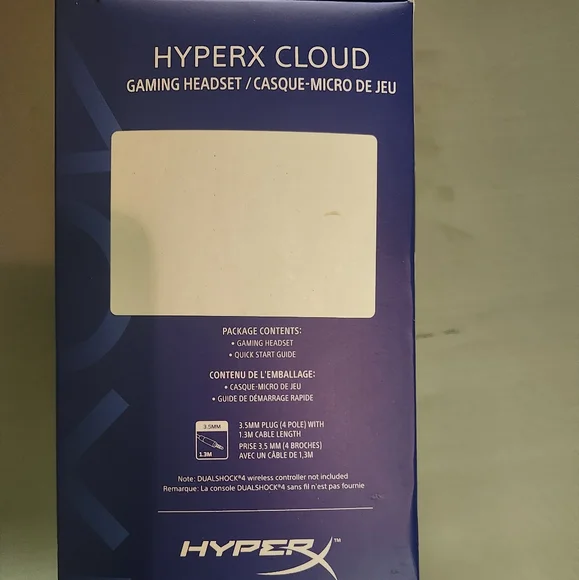 HYPERX CLOUD
GAMING HEADSET / CASQUE-MICRO DE JEU
PACKAGE CONTENTS:
• GAMING HEADSET
• QUICK START GUIDE
CONTENU DE L'EMBALLAGE:
• CASQUE-MICRO DE JEU
• GUIDE DE DÉMARRAGE RAPIDE
3.5MM
1.3M
3.5MM PLUG (4 POLE) WITH
1.3M CABLE LENGTH
PRISE 3,5 MM (4 BROCHES)
AVEC UN CÂBLE DE 1,3M
Note: DUALSHOCK®4 wireless controller not included
Remarque: La console DUALSHOCK®4 sans fil n'est pas fournie
HYPERX™